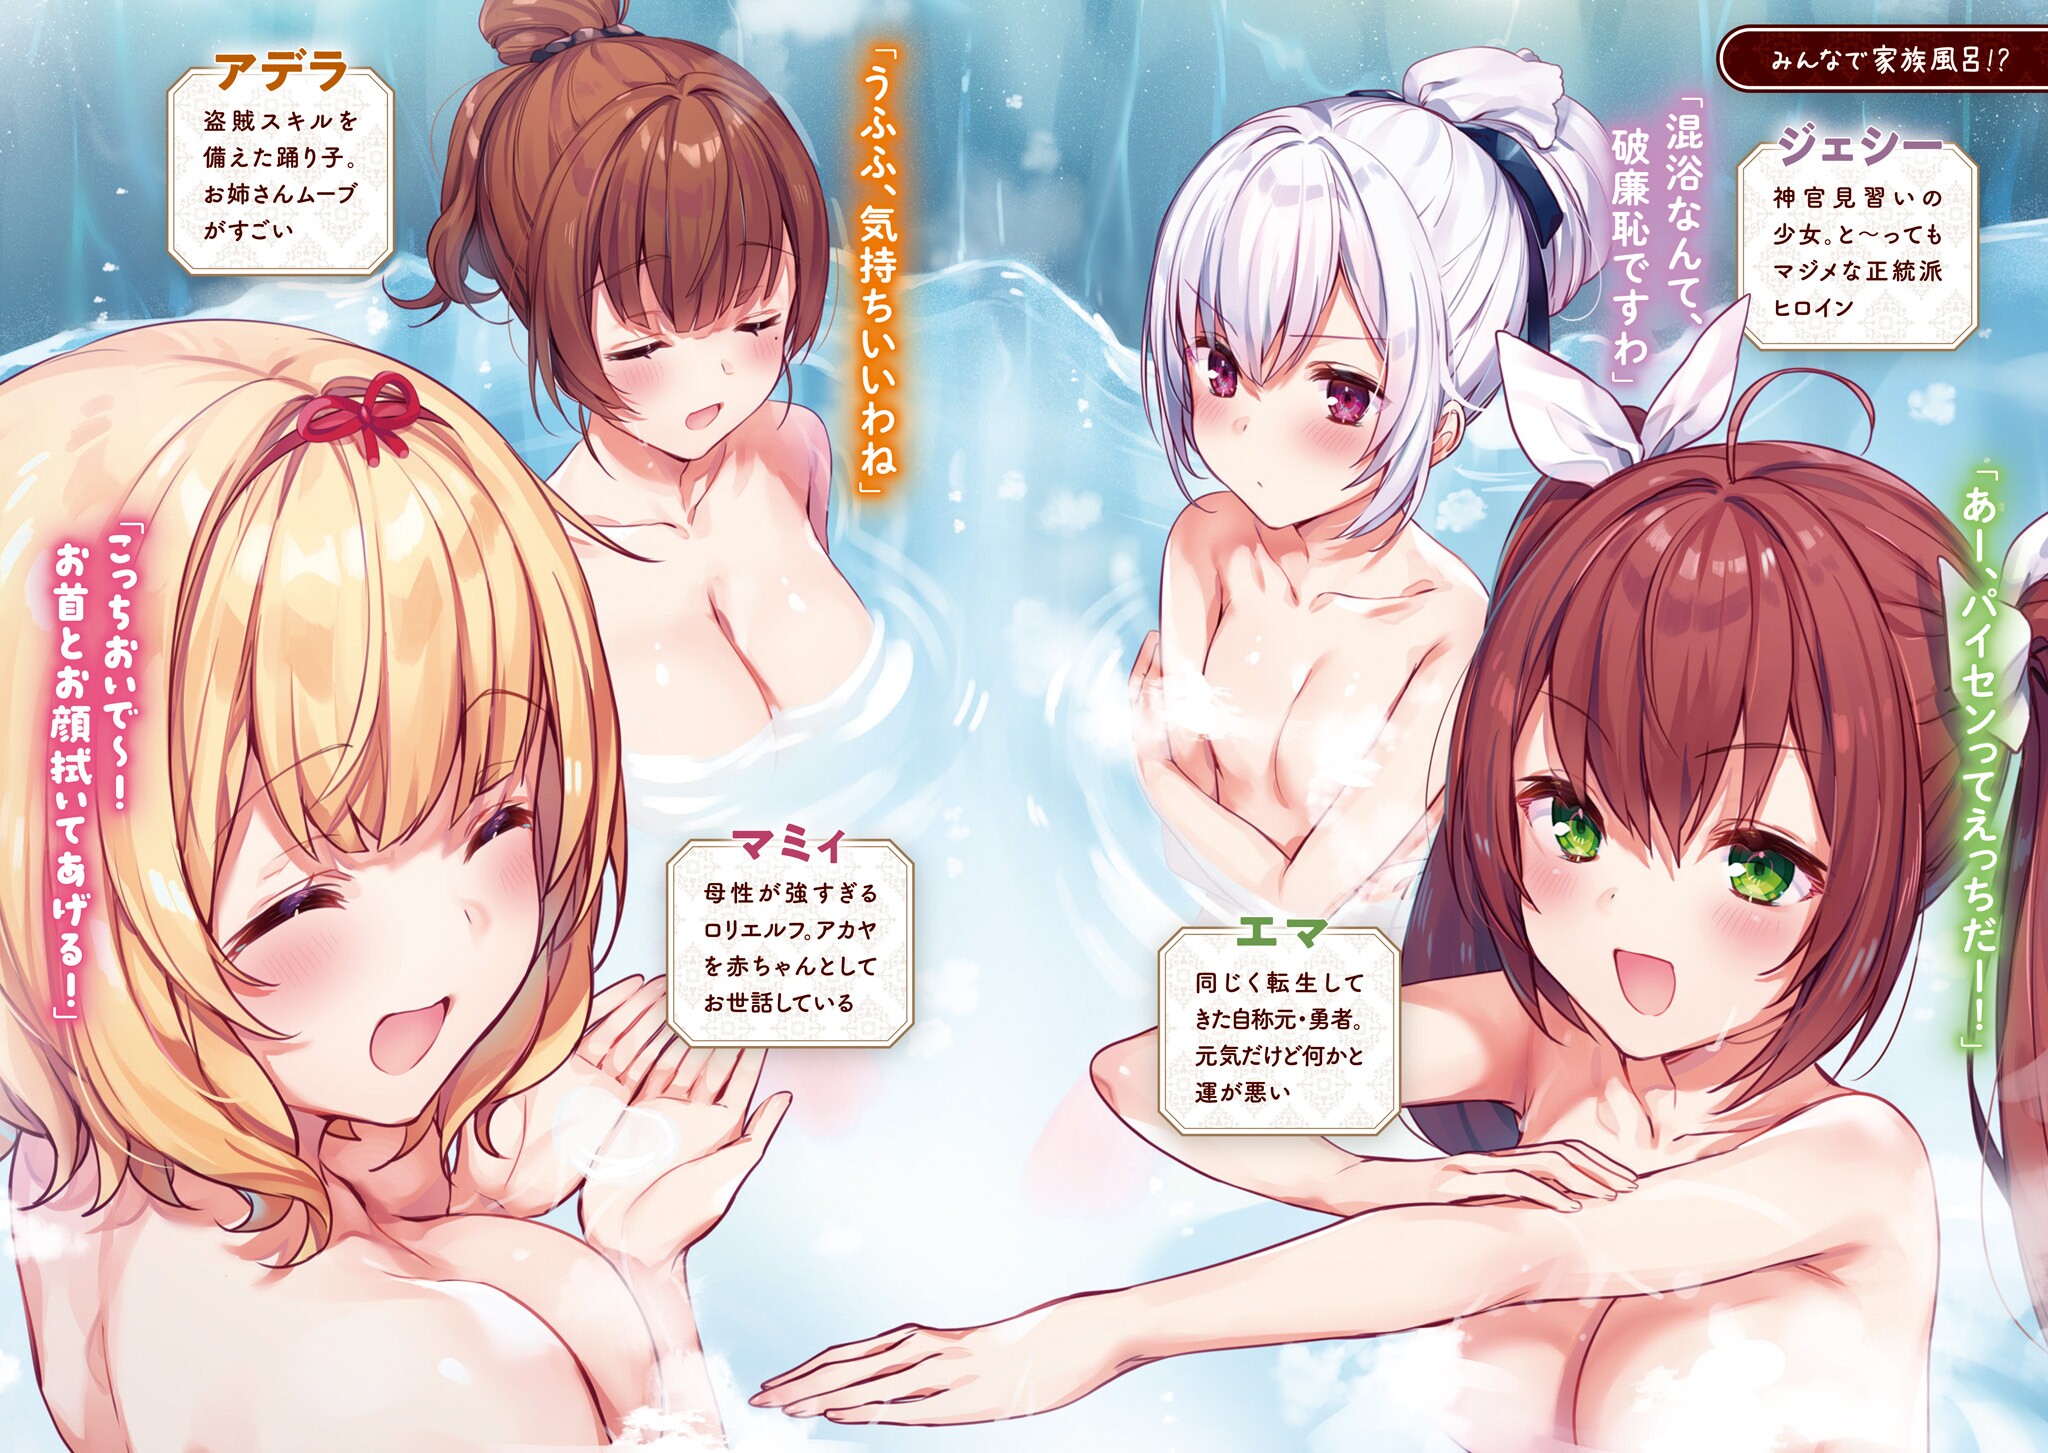 みんなで家族風呂!?
ジェシー
神官見習いの
少女。と〜っても
マジメな正統派
ヒロイン
「混浴なんて、
破廉恥ですわ」
「あー、パイセンってえっちだー!」
エマ
同じく転生して
きた自称元・勇者。
元気だけど何かと
運が悪い
「うふふ、気持ちいいわね」
アデラ
盗賊スキルを
備えた踊り子。
お姉さんムーブ
がすごい
マミィ
母性が強すぎる
ロリエルフ。アカヤ
を赤ちゃんとして
お世話している
「こっちおいで〜!
お首とお顔拭いてあげる!」